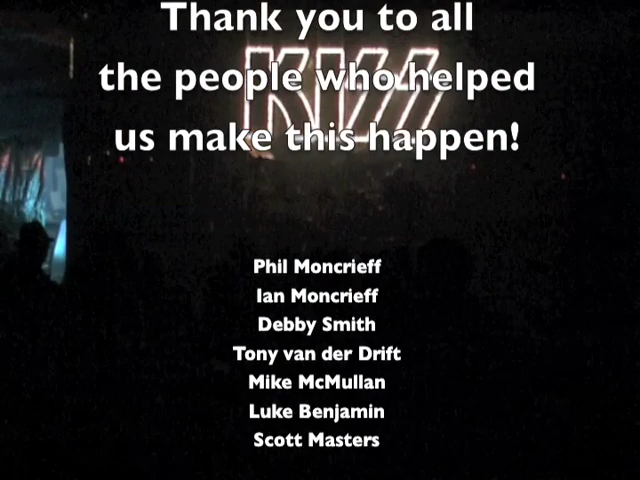 Thank you to all
the people who helped
us make this happen!
KISS
Phil Moncrieff
Ian Moncrieff
Debby Smith
Tony van der Drift
Mike McMullan
Luke Benjamin
Scott Masters